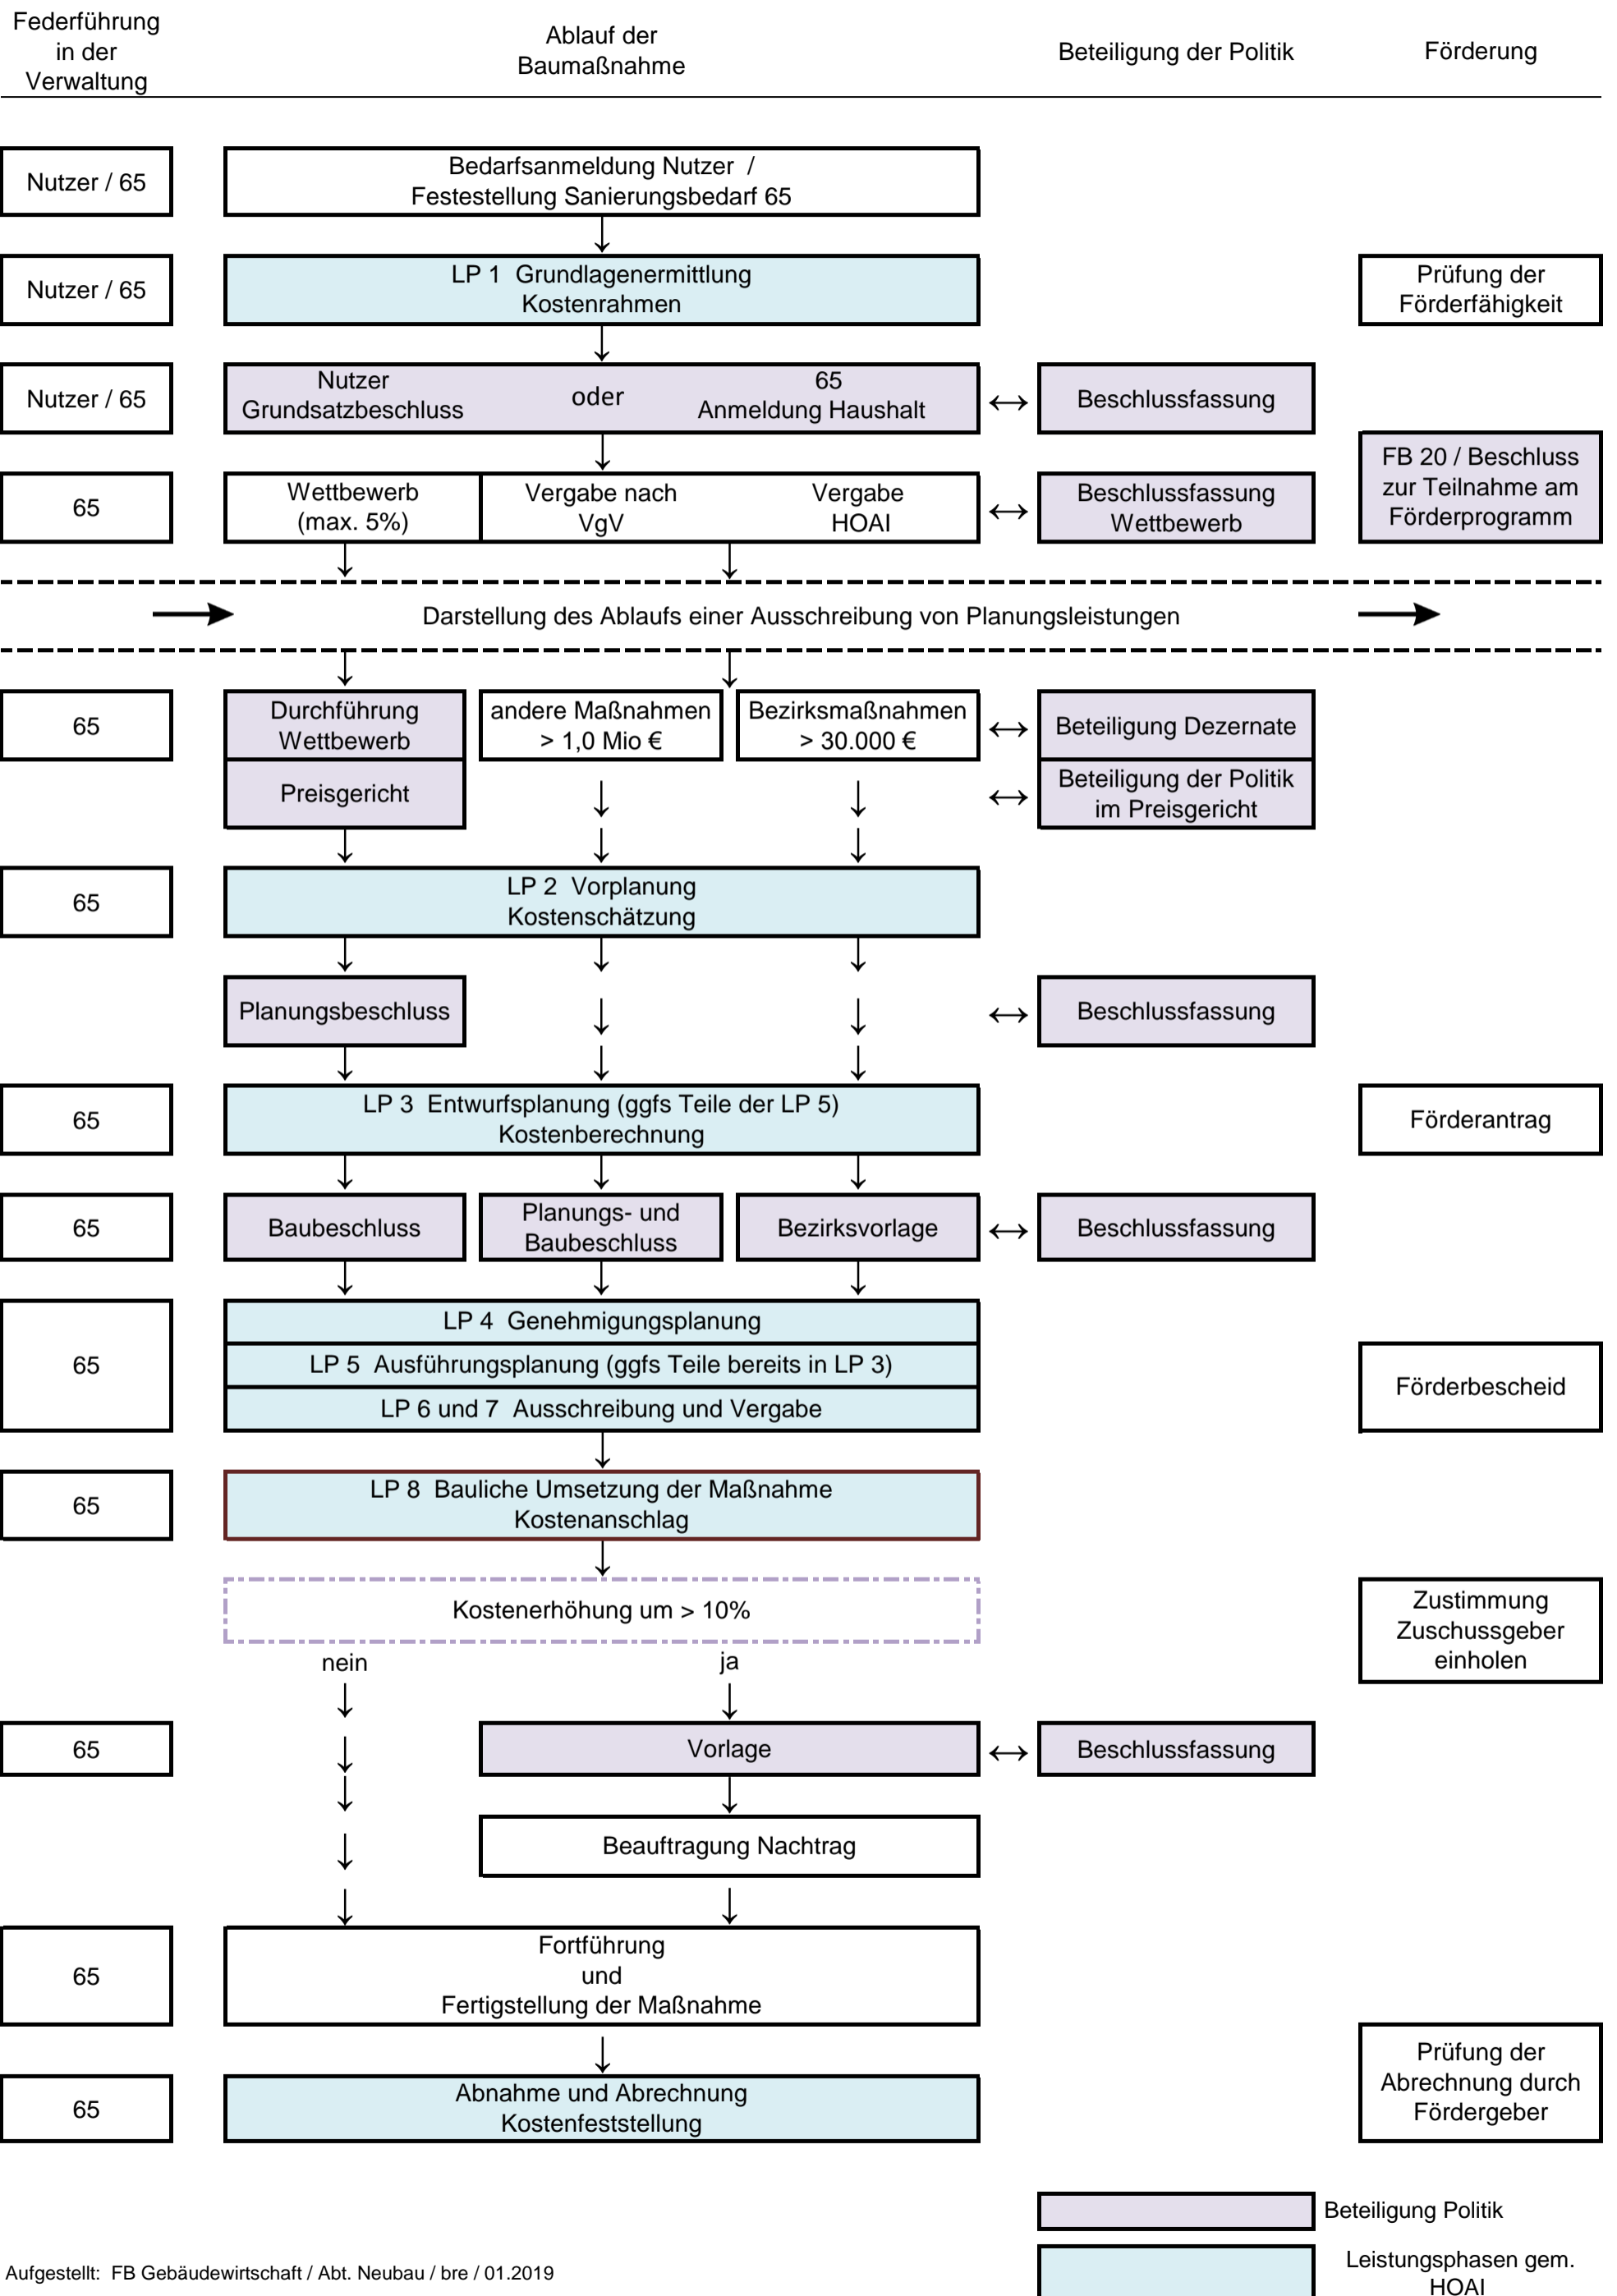 Federführung
in der
Verwaltung
Ablauf der
Baumaßnahme
Beteiligung der Politik
Förderung
Nutzer / 65
Bedarfsanmeldung Nutzer /
Festestellung Sanierungsbedarf 65
Nutzer / 65
LP 1 Grundlagenermittlung
Kostenrahmen
Prüfung der
Förderfähigkeit
Nutzer / 65
Nutzer
Grundsatzbeschluss
oder
65
Anmeldung Haushalt
Beschlussfassung
65
Wettbewerb
(max. 5%)
Vergabe nach
VgV
Vergabe
HOAI
Beschlussfassung
Wettbewerb
FB 20 / Beschluss
zur Teilnahme am
Förderprogramm
Darstellung des Ablaufs einer Ausschreibung von Planungsleistungen
65
Durchführung
Wettbewerb
andere Maßnahmen
> 1,0 Mio €
Bezirksmaßnahmen
> 30.000 €
Beteiligung Dezernate
Preisgericht
Beteiligung der Politik
im Preisgericht
65
LP 2 Vorplanung
Kostenschätzung
Planungsbeschluss
Beschlussfassung
65
LP 3 Entwurfsplanung (ggfs Teile der LP 5)
Kostenberechnung
Förderantrag
65
Baubeschluss
Planungs- und
Baubeschluss
Bezirksvorlage
Beschlussfassung
65
LP 4 Genehmigungsplanung
LP 5 Ausführungsplanung (ggfs Teile bereits in LP 3)
LP 6 und 7 Ausschreibung und Vergabe
Förderbescheid
65
LP 8 Bauliche Umsetzung der Maßnahme
Kostenanschlag
Kostenerhöhung um > 10%
Zustimmung
Zuschussgeber
einholen
nein
ja
65
Vorlage
Beschlussfassung
Beauftragung Nachtrag
65
Fortführung
und
Fertigstellung der Maßnahme
65
Abnahme und Abrechnung
Kostenfeststellung
Prüfung der
Abrechnung durch
Fördergeber
Beteiligung Politik
Leistungsphasen gem.
HOAI
Aufgestellt: FB Gebäudewirtschaft / Abt. Neubau / bre / 01.2019